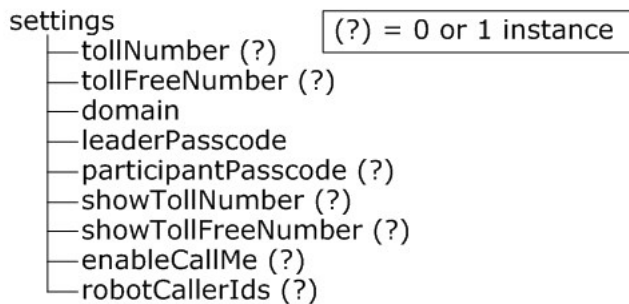 settings
(?) = 0 or 1 instance
tollNumber (?)
tollFreeNumber (?)
domain
leaderPasscode
participantPasscode (?)
showTollNumber (?)
showTollFreeNumber (?)
enableCallMe (?)
robotCallerIds (?)